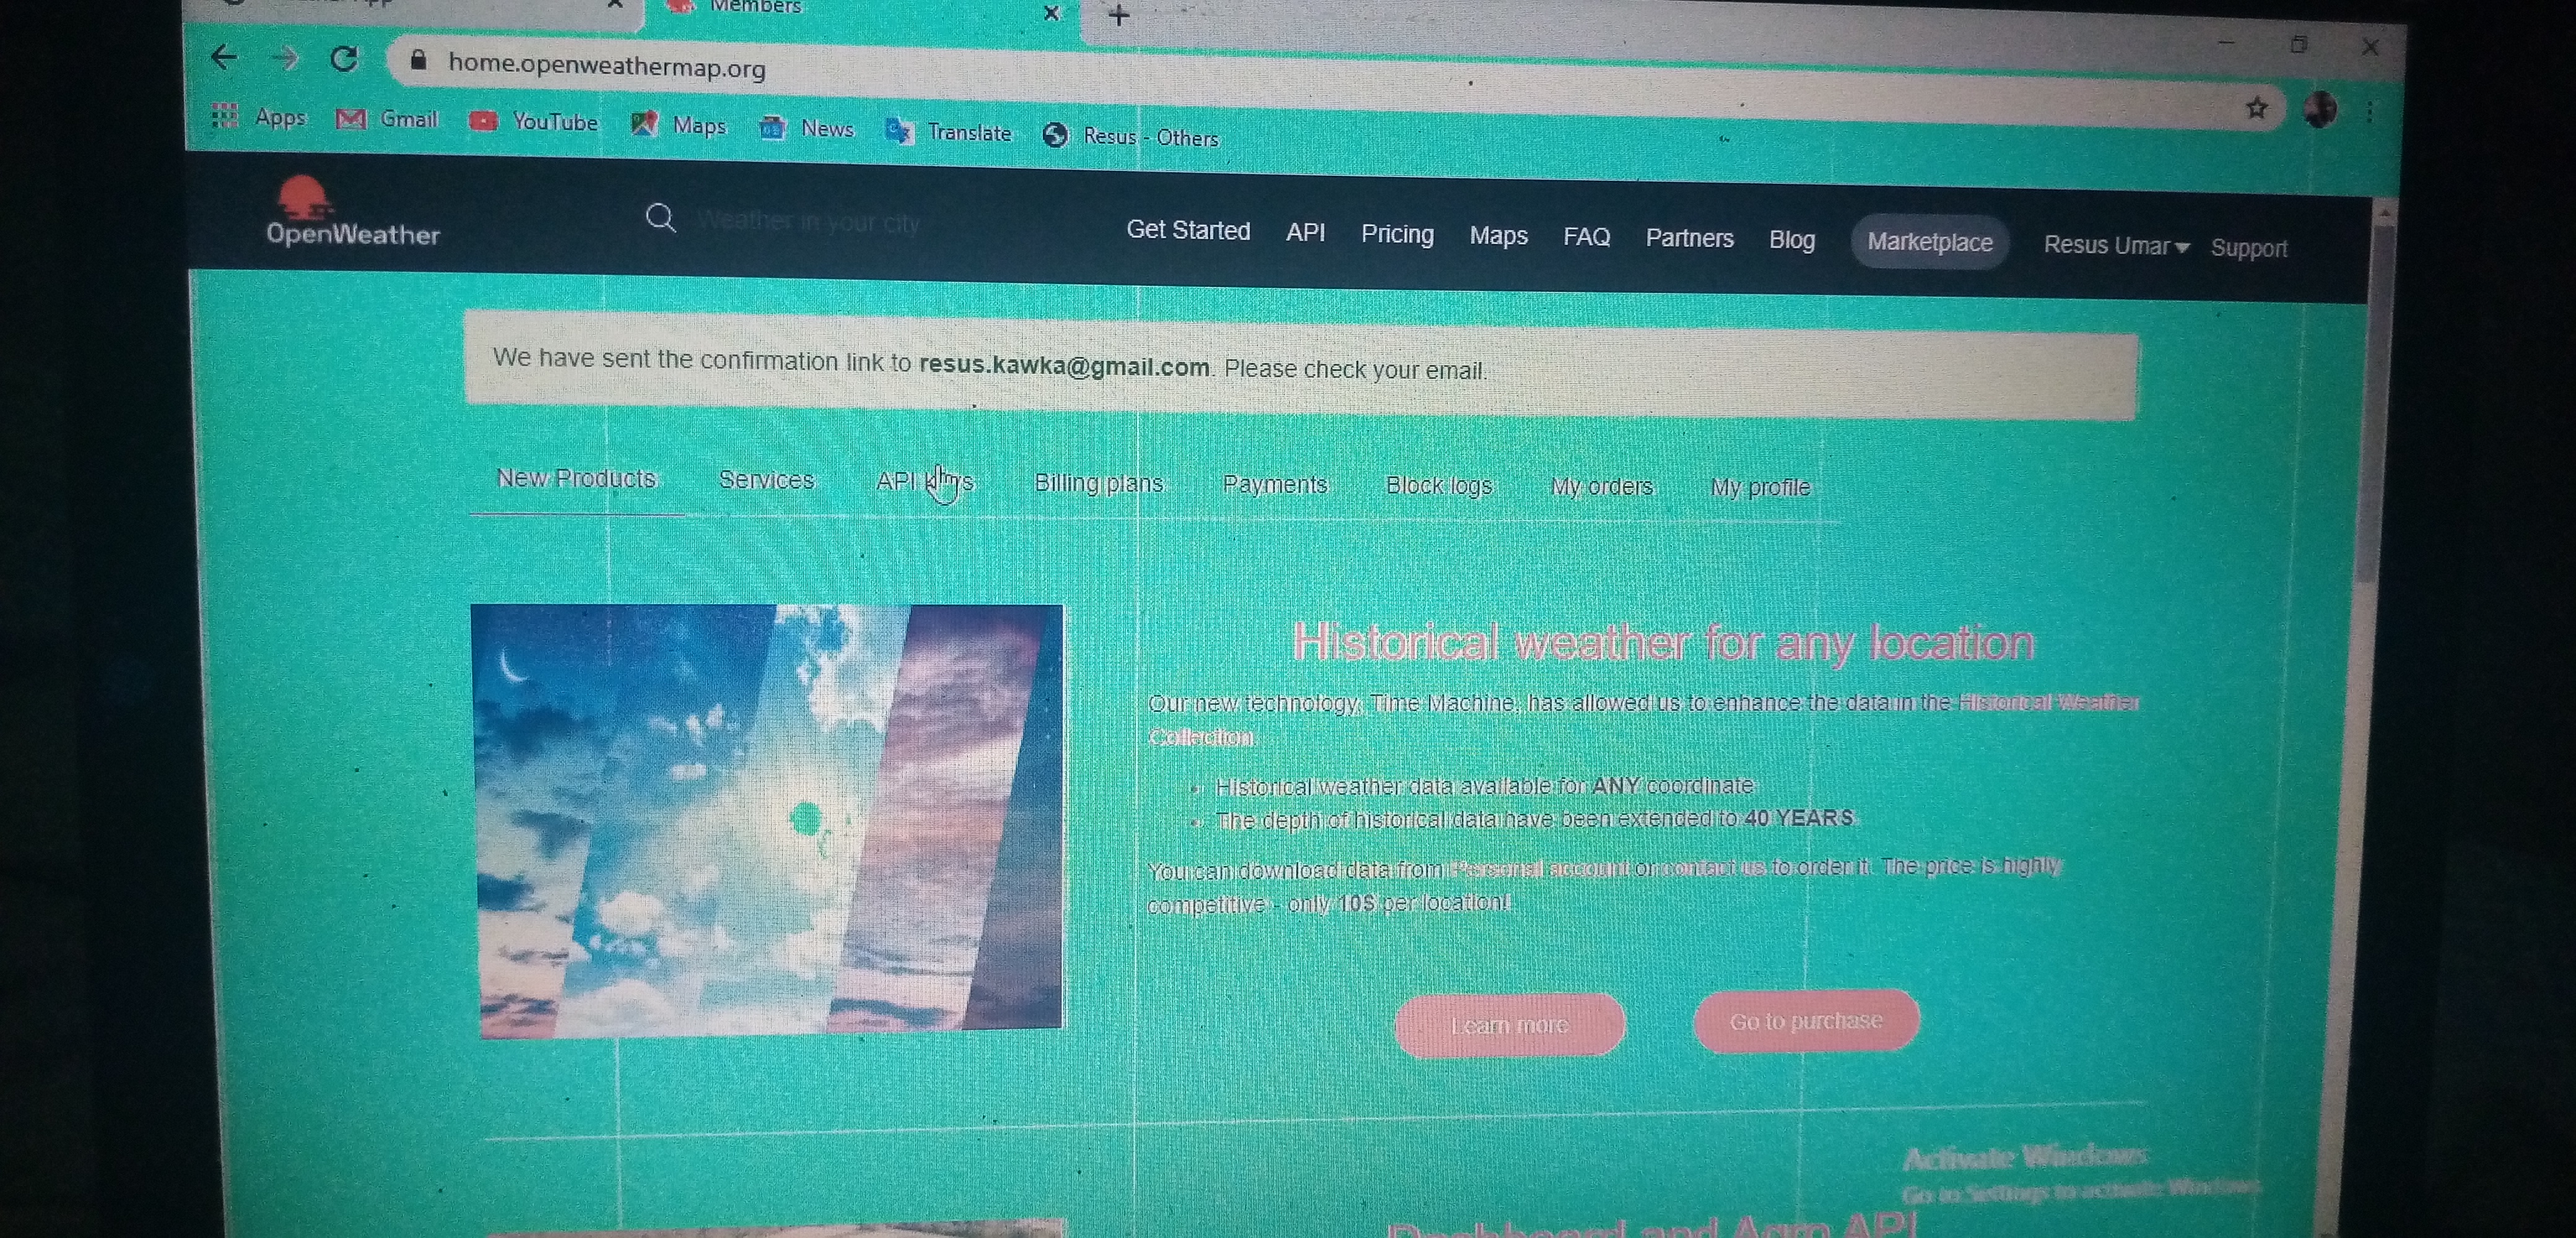 Members
home.openweathermap.org
Apps Gmail YouTube Maps News Translate Resus - Others
OpenWeather
Weather in your city
Get Started API Pricing Maps FAQ Partners Blog Marketplace Resus Umar Support
We have sent the confirmation link to resus.kawka@gmail.com. Please check your email.
New Products Services API keys Billing plans Payments Block logs My orders My profile
Historical weather for any location
Our new technology, Time Machine, has allowed us to enhance the data in the Historical Weather
Collection
Historical weather data available for ANY coordinate
The depth of historical data have been extended to 40 YEARS
You can download data from Personal account or contact us to order it. The price is highly
competitive - only 10$ per location!
Learn more Go to purchase
Activate Windows
Go to Settings to activate Windows.
Dashboard and Agro API